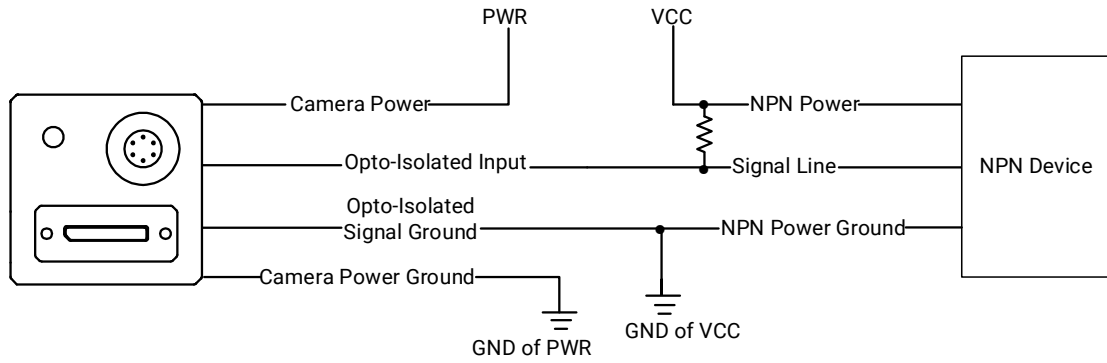 PWR
VCC
Camera Power
NPN Power
Opto-Isolated Input
Signal Line
NPN Device
Opto-Isolated
Signal Ground
NPN Power Ground
Camera Power Ground
GND of PWR
GND of VCC